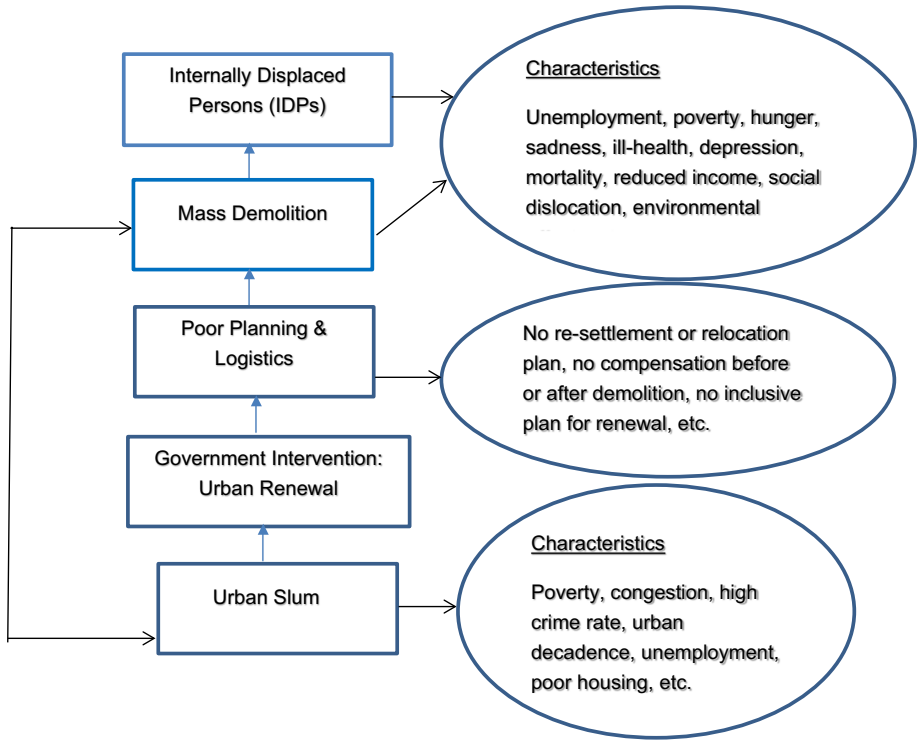 Internally Displaced
Persons (IDPs)
Characteristics
Unemployment, poverty, hunger,
sadness, ill-health, depression,
mortality, reduced income, social
dislocation, environmental
Mass Demolition
Poor Planning &
Logistics
No re-settlement or relocation
plan, no compensation before
or after demolition, no inclusive
plan for renewal, etc.
Government Intervention:
Urban Renewal
Urban Slum
Characteristics
Poverty, congestion, high
crime rate, urban
decadence, unemployment,
poor housing, etc.